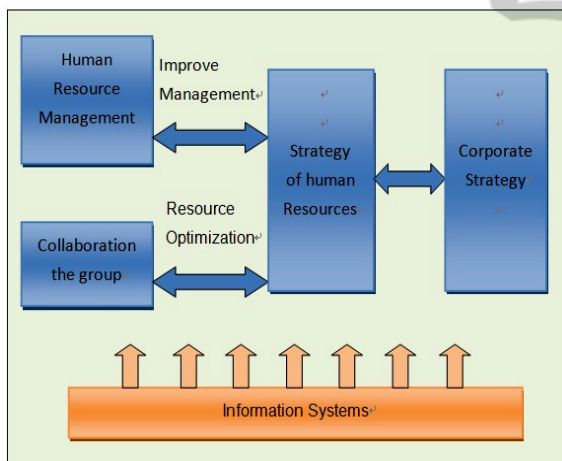 Human
Resource
Management
Improve
Management
Strategy
of human
Resources
Corporate
Strategy
Resource
Optimization
Collaboration
the group
Information Systems